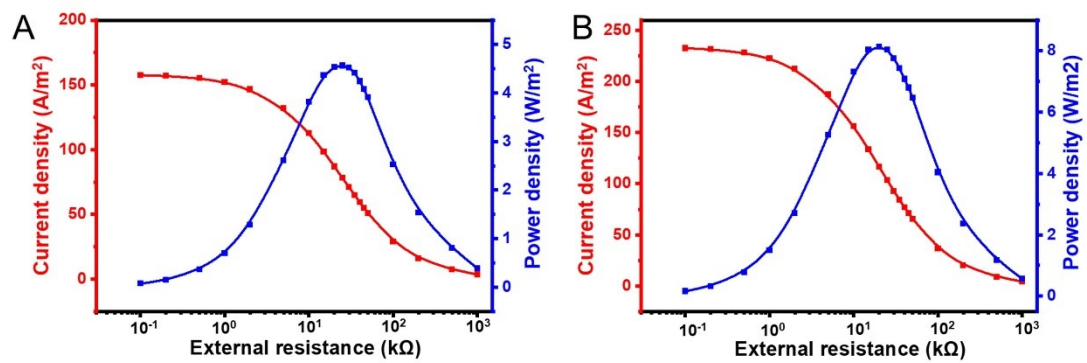 A
Current density (A/m²)
200
150
100
50
0
5
4
3
2
1
0
Power density (W/m²)
10⁻¹ 10⁰ 10¹ 10² 10³
External resistance (kΩ)
B
Current density (A/m²)
250
200
150
100
50
0
8
6
4
2
0
Power density (W/m2)
10⁻¹ 10⁰ 10¹ 10² 10³
External resistance (kΩ)